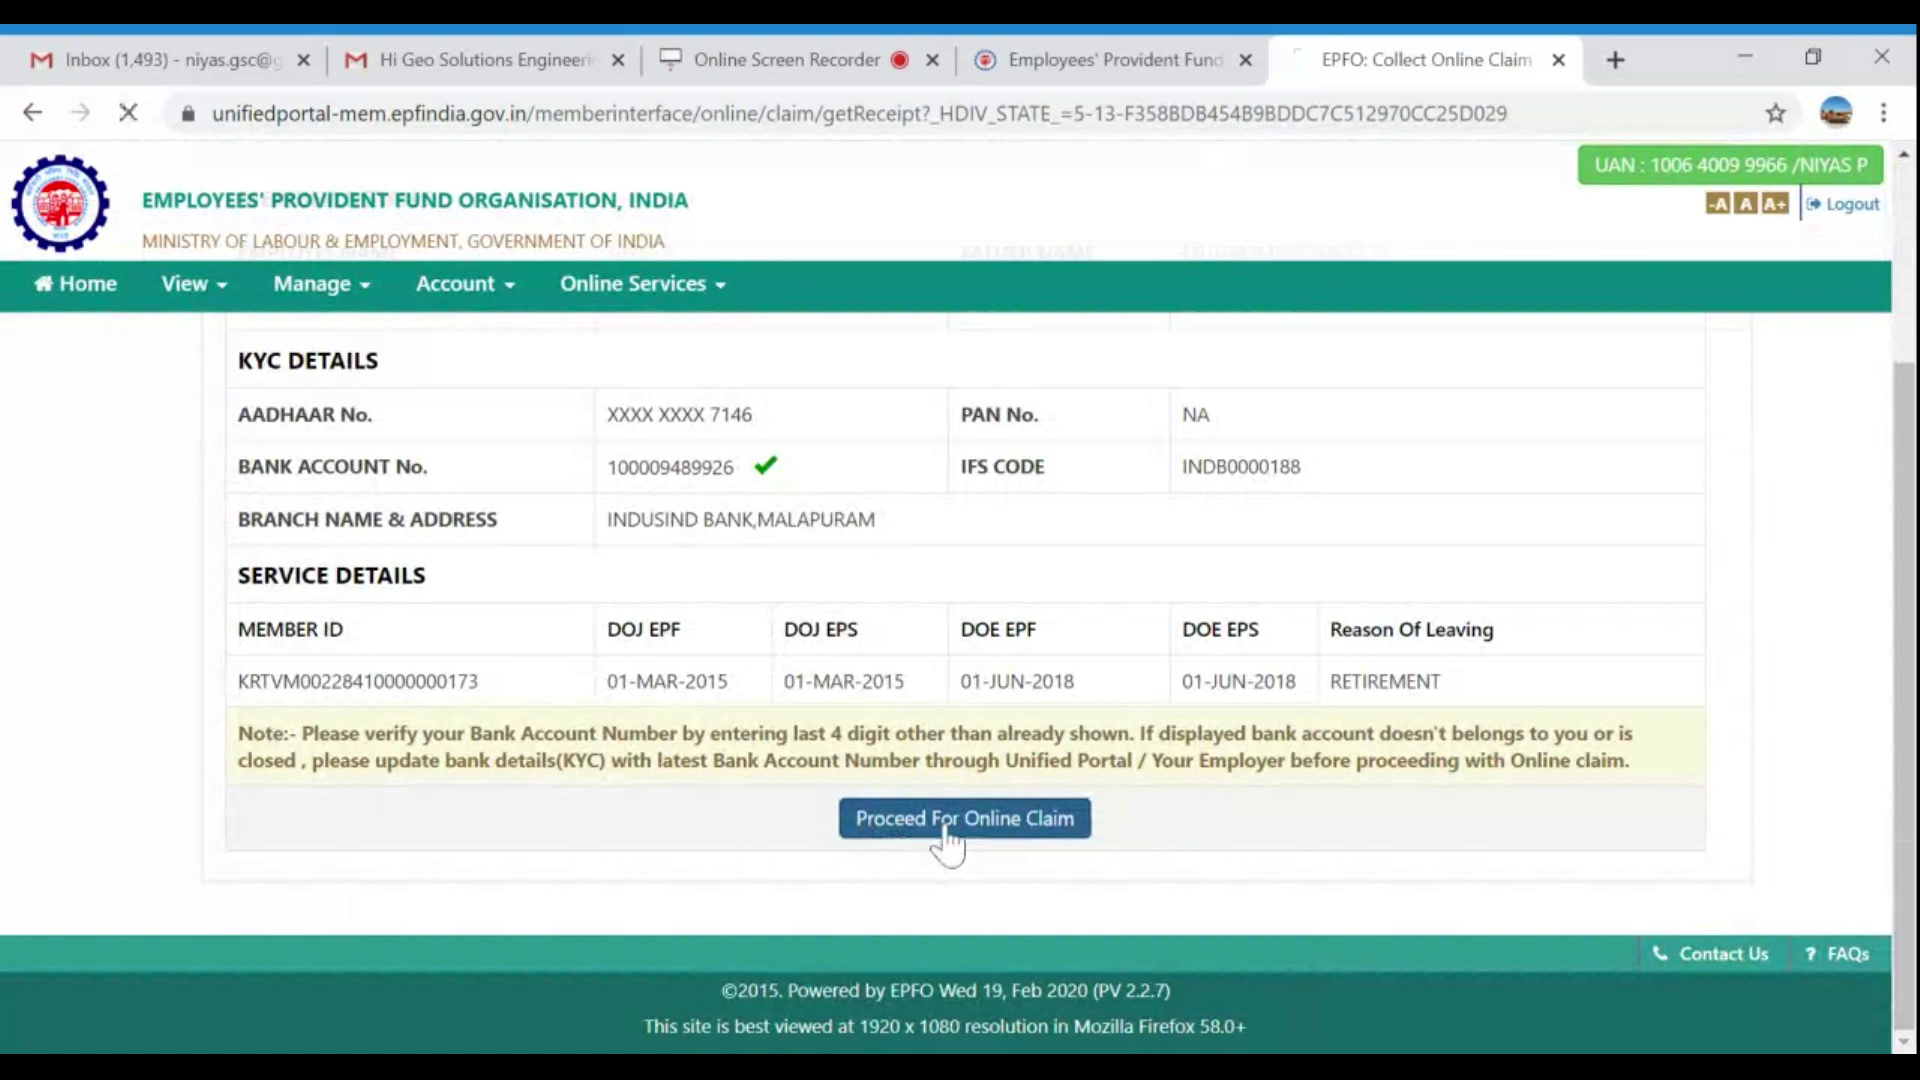 Inbox (1,493) - niyas.gsc@g
Hi Geo Solutions Engineeri
Online Screen Recorder
Employees' Provident Fund
EPFO: Collect Online Claim
unifiedportal-mem.epfindia.gov.in/memberinterface/online/claim/getReceipt?_HDIV_STATE_=5-13-F358BDB454B9BDDC7C512970CC25D029
UAN : 1006 4009 9966 /NIYAS P
EMPLOYEES' PROVIDENT FUND ORGANISATION, INDIA
-A A A+ Logout
MINISTRY OF LABOUR & EMPLOYMENT, GOVERNMENT OF INDIA
Home View Manage Account Online Services
KYC DETAILS
AADHAAR No. XXXX XXXX 7146 PAN No. NA
BANK ACCOUNT No. 100009489926 IFS CODE INDB0000188
BRANCH NAME & ADDRESS INDUSIND BANK,MALAPURAM
SERVICE DETAILS
MEMBER ID DOJ EPF DOJ EPS DOE EPF DOE EPS Reason Of Leaving
KRTVM00228410000000173 01-MAR-2015 01-MAR-2015 01-JUN-2018 01-JUN-2018 RETIREMENT
Note:- Please verify your Bank Account Number by entering last 4 digit other than already shown. If displayed bank account doesn't belongs to you or is
closed , please update bank details(KYC) with latest Bank Account Number through Unified Portal / Your Employer before proceeding with Online claim.
Proceed For Online Claim
Contact Us ? FAQs
©2015. Powered by EPFO Wed 19, Feb 2020 (PV 2.2.7)
This site is best viewed at 1920 x 1080 resolution in Mozilla Firefox 58.0+